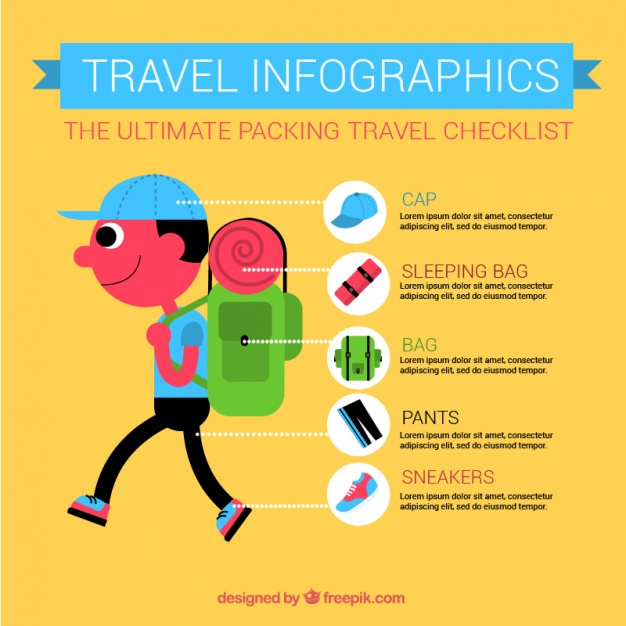 TRAVEL INFOGRAPHICS
THE ULTIMATE PACKING TRAVEL CHECKLIST
CAP
Lorem ipsum dolor sit amet, consectetur
adipiscing elit, sed do eiusmod tempor.
SLEEPING BAG
Lorem ipsum dolor sit amet, consectetur
adipiscing elit, sed do eiusmod tempor.
BAG
Lorem ipsum dolor sit amet, consectetur
adipiscing elit, sed do eiusmod tempor.
PANTS
Lorem ipsum dolor sit amet, consectetur
adipiscing elit, sed do eiusmod tempor.
SNEAKERS
Lorem ipsum dolor sit amet, consectetur
adipiscing elit, sed do eiusmod tempor.
designed by freepik.com